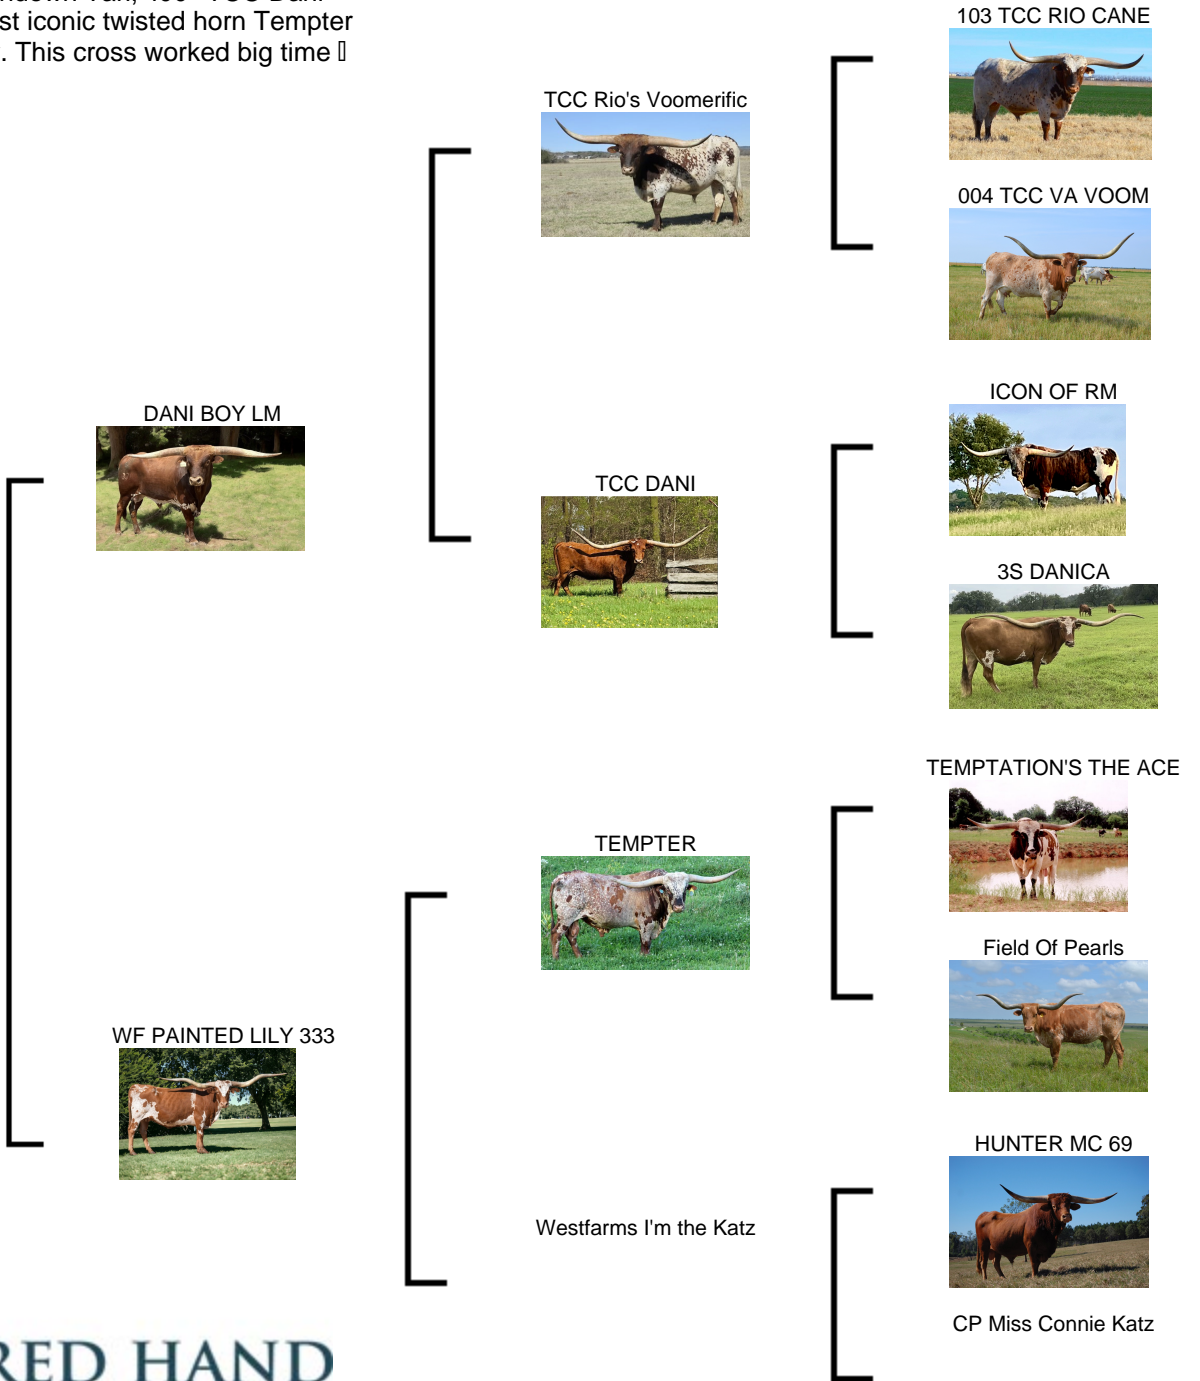 st iconic twisted horn Tempter
. This cross worked big time
103 TCC RIO CANE
TCC Rio's Voomerific
004 TCC VA VOOM
DANI BOY LM
ICON OF RM
TCC DANI
3S DANICA
TEMPTATION'S THE ACE
TEMPTER
Field Of Pearls
WF PAINTED LILY 333
HUNTER MC 69
Westfarms I'm the Katz
CP Miss Connie Katz
RED HAND